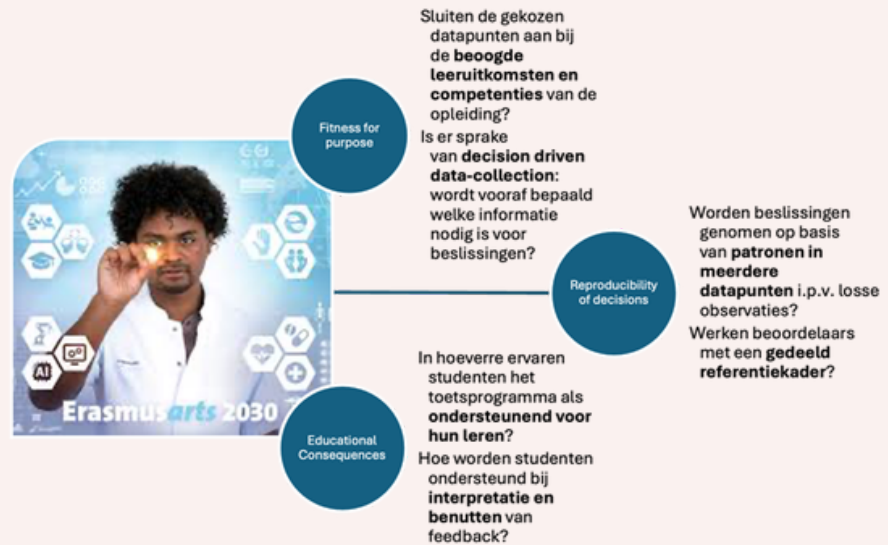 Sluiten de gekozen
datapunten aan bij
de beoogde
leeruitkomsten en
competenties van de
opleiding?
Is er sprake
van decision driven
data-collection:
wordt vooraf bepaald
welke informatie
nodig is voor
beslissingen?
Fitness for
purpose
Worden beslissingen
genomen op basis
van patronen in
meerdere
datapunten i.p.v. losse
observaties?
Werken beoordelaars
met een gedeeld
referentiekader?
Reproducibility
of decisions
In hoeverre ervaren
studenten het
toetsprogramma als
ondersteunend voor
hun leren?
Hoe worden studenten
ondersteund bij
interpretatie en
benutten van
feedback?
Educational
Consequences
AI
Erasmusarts 2030